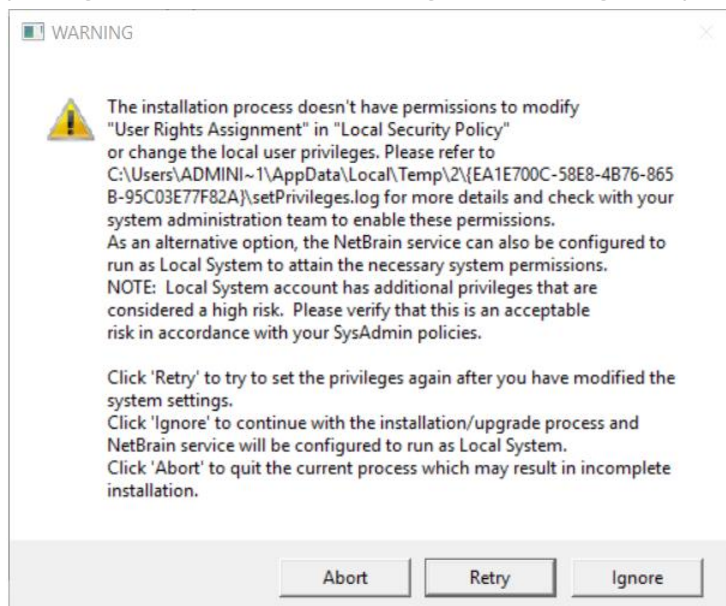 WARNING
The installation process doesn't have permissions to modify
"User Rights Assignment" in "Local Security Policy"
or change the local user privileges. Please refer to
C:\Users\ADMINI~1\AppData\Local\Temp\2\{EA1E700C-58E8-4B76-865
B-95C03E77F82A}\setPrivileges.log for more details and check with your
system administration team to enable these permissions.
As an alternative option, the NetBrain service can also be configured to
run as Local System to attain the necessary system permissions.
NOTE:  Local System account has additional privileges that are
considered a high risk.  Please verify that this is an acceptable
risk in accordance with your SysAdmin policies.
Click 'Retry' to try to set the privileges again after you have modified the
system settings.
Click 'Ignore' to continue with the installation/upgrade process and
NetBrain service will be configured to run as Local System.
Click 'Abort' to quit the current process which may result in incomplete
installation.
Abort Retry Ignore